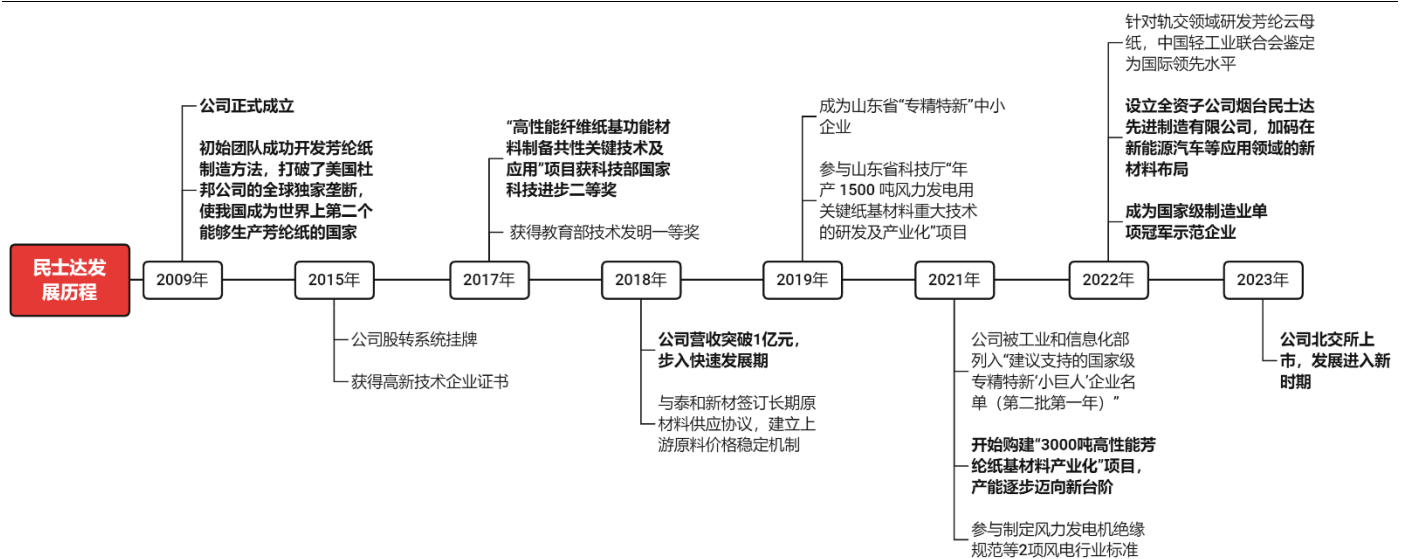 民士达发
展历程
2009年
公司正式成立
初始团队成功开发芳纶纸
制造方法，打破了美国杜
邦公司的全球独家垄断，
使我国成为世界上第二个
能够生产芳纶纸的国家
2015年
公司股转系统挂牌
获得高新技术企业证书
2017年
“高性能纤维纸基功能材
料制备共性关键技术及
应用”项目获科技部国家
科技进步二等奖
获得教育部技术发明一等奖
2018年
公司营收突破1亿元，
步入快速发展期
与泰和新材签订长期原
材料供应协议，建立上
游原料价格稳定机制
2019年
成为山东省“专精特新”中小
企业
参与山东省科技厅“年
产 1500 吨风力发电用
关键纸基材料重大技术
的研发及产业化”项目
2021年
公司被工业和信息化部
列入“建议支持的国家级
专精特新‘小巨人’企业名
单（第二批第一年）”
开始购建“3000吨高性能芳
纶纸基材料产业化”项目，
产能逐步迈向新台阶
参与制定风力发电机绝缘
规范等2项风电行业标准
2022年
针对轨交领域研发芳纶云母
纸，中国轻工业联合会鉴定
为国际领先水平
设立全资子公司烟台民士达
先进制造有限公司，加码在
新能源汽车等应用领域的新
材料布局
成为国家级制造业单
项冠军示范企业
2023年
公司北交所上
市，发展进入新
时期